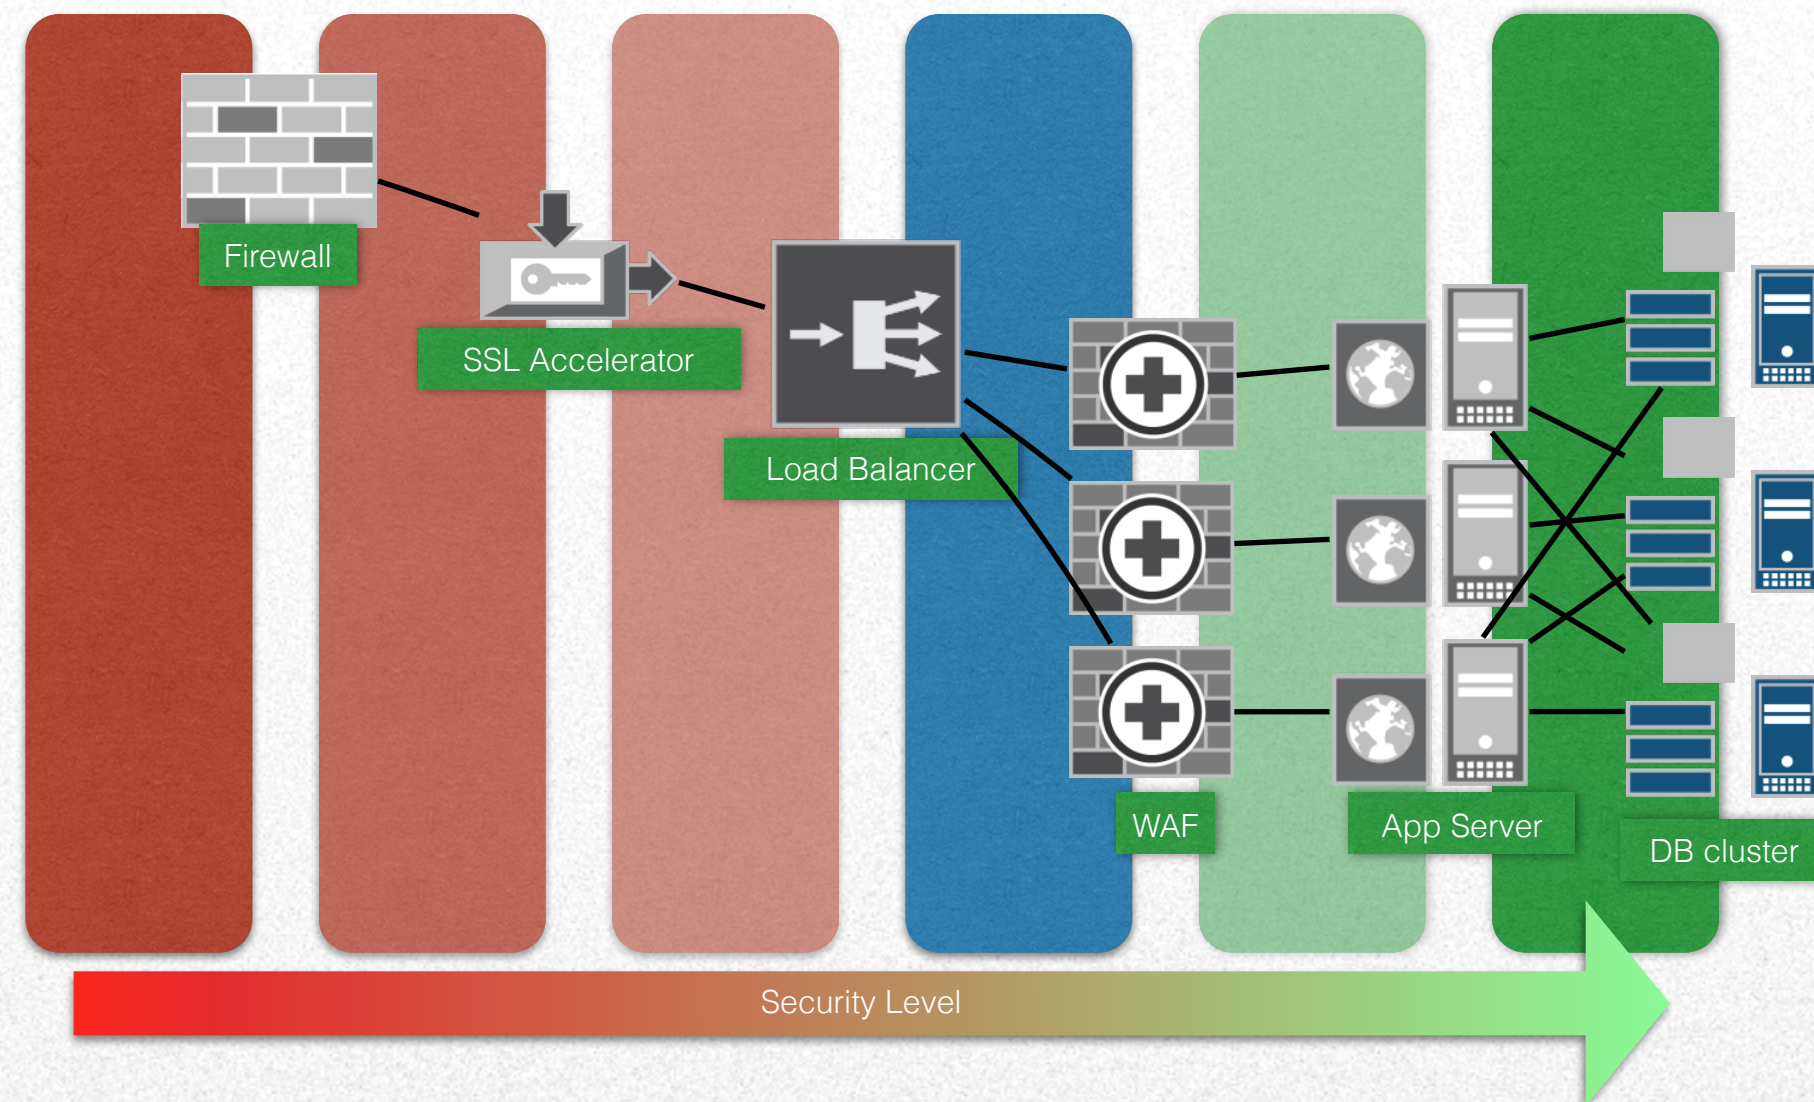 Firewall
SSL Accelerator
Load Balancer
WAF
App Server
DB cluster
Security Level